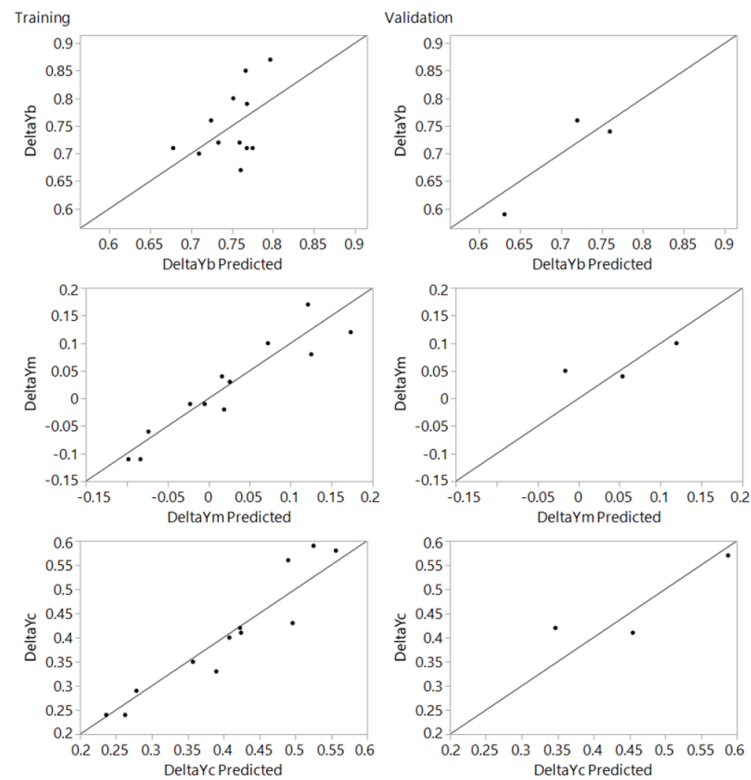 Training Validation
0.9 0.9
0.85 0.85
0.8 0.8
0.75 0.75
0.7 0.7
0.65 0.65
0.6 0.6
DeltaYb DeltaYb
0.6 0.65 0.7 0.75 0.8 0.85 0.9 0.6 0.65 0.7 0.75 0.8 0.85 0.9
DeltaYb Predicted DeltaYb Predicted
0.2 0.2
0.15 0.15
0.1 0.1
0.05 0.05
0 0
-0.05 -0.05
-0.1 -0.1
-0.15 -0.15
DeltaYm DeltaYm
-0.15 -0.05 0 0.05 0.1 0.15 0.2 -0.15 -0.05 0 0.05 0.1 0.15 0.2
DeltaYm Predicted DeltaYm Predicted
0.6 0.6
0.55 0.55
0.5 0.5
0.45 0.45
0.4 0.4
0.35 0.35
0.3 0.3
0.25 0.25
0.2 0.2
DeltaYc DeltaYc
0.2 0.25 0.3 0.35 0.4 0.45 0.5 0.55 0.6 0.2 0.25 0.3 0.35 0.4 0.45 0.5 0.55 0.6
DeltaYc Predicted DeltaYc Predicted